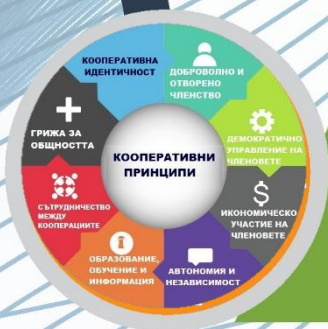 КООПЕРАТИВНА
ИДЕНТИЧНОСТ
ДОБРОВОЛНО И
ОТВОРЕНО
ЧЛЕНСТВО
ДЕМОКРАТИЧНО
УПРАВЛЕНИЕ НА
ЧЛЕНОВЕТЕ
$
ИКОНОМИЧЕСКО
УЧАСТИЕ НА
ЧЛЕНОВЕТЕ
АВТОНОМИЯ И
НЕЗАВИСИМОСТ
ОБРАЗОВАНИЕ,
ОБУЧЕНИЕ И
ИНФОРМАЦИЯ
СЪТРУДНИЧЕСТВО
МЕЖДУ
КООПЕРАЦИИТЕ
ГРИЖА ЗА
ОБЩНОСТТА
КООПЕРАТИВНИ
ПРИНЦИПИ